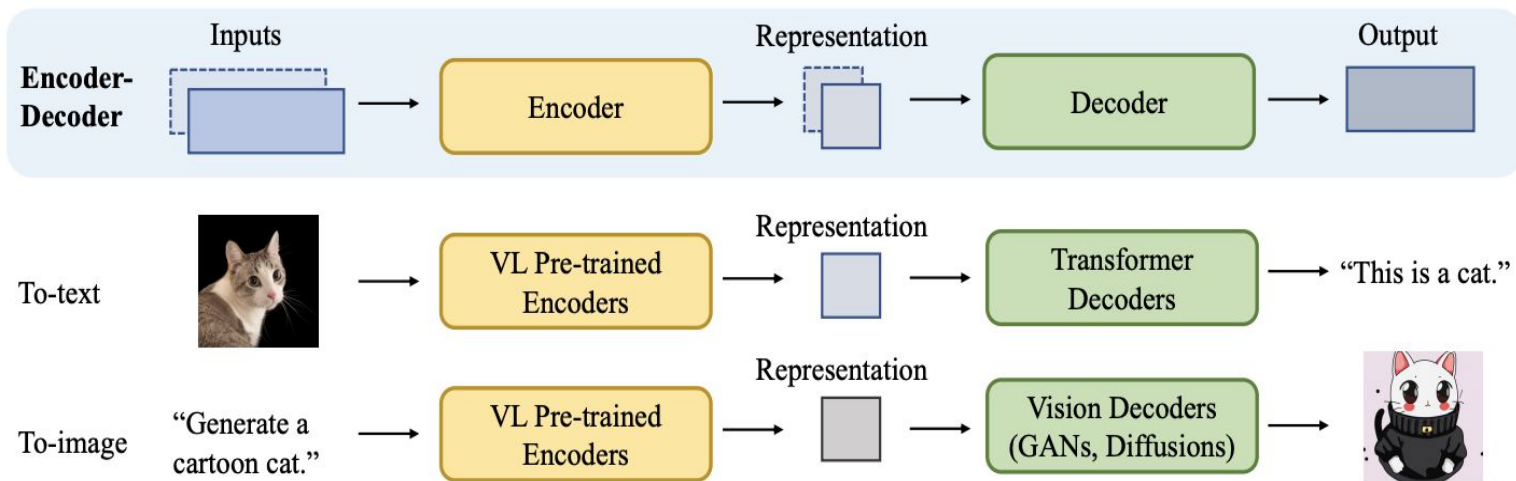 Inputs
Representation
Output
Encoder-
Decoder
Encoder
Decoder
Representation
To-text
VL Pre-trained
Encoders
Transformer
Decoders
“This is a cat.”
Representation
To-image
“Generate a
cartoon cat.”
VL Pre-trained
Encoders
Vision Decoders
(GANs, Diffusions)